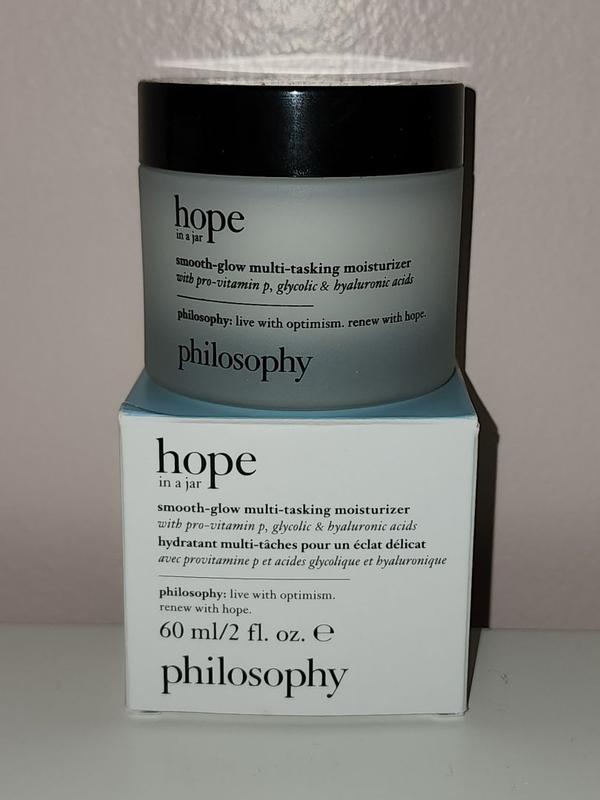 hope
in a jar
smooth-glow multi-tasking moisturizer
with pro-vitamin p, glycolic & hyaluronic acids
philosophy: live with optimism. renew with hope.
philosophy
hope
in a jar
smooth-glow multi-tasking moisturizer
with pro-vitamin p, glycolic & hyaluronic acids
hydratant multi-tâches pour un éclat délicat
avec provitamine p et acides glycolique et hyaluronique
philosophy: live with optimism.
renew with hope.
60 ml/2 fl. oz. ℮
philosophy